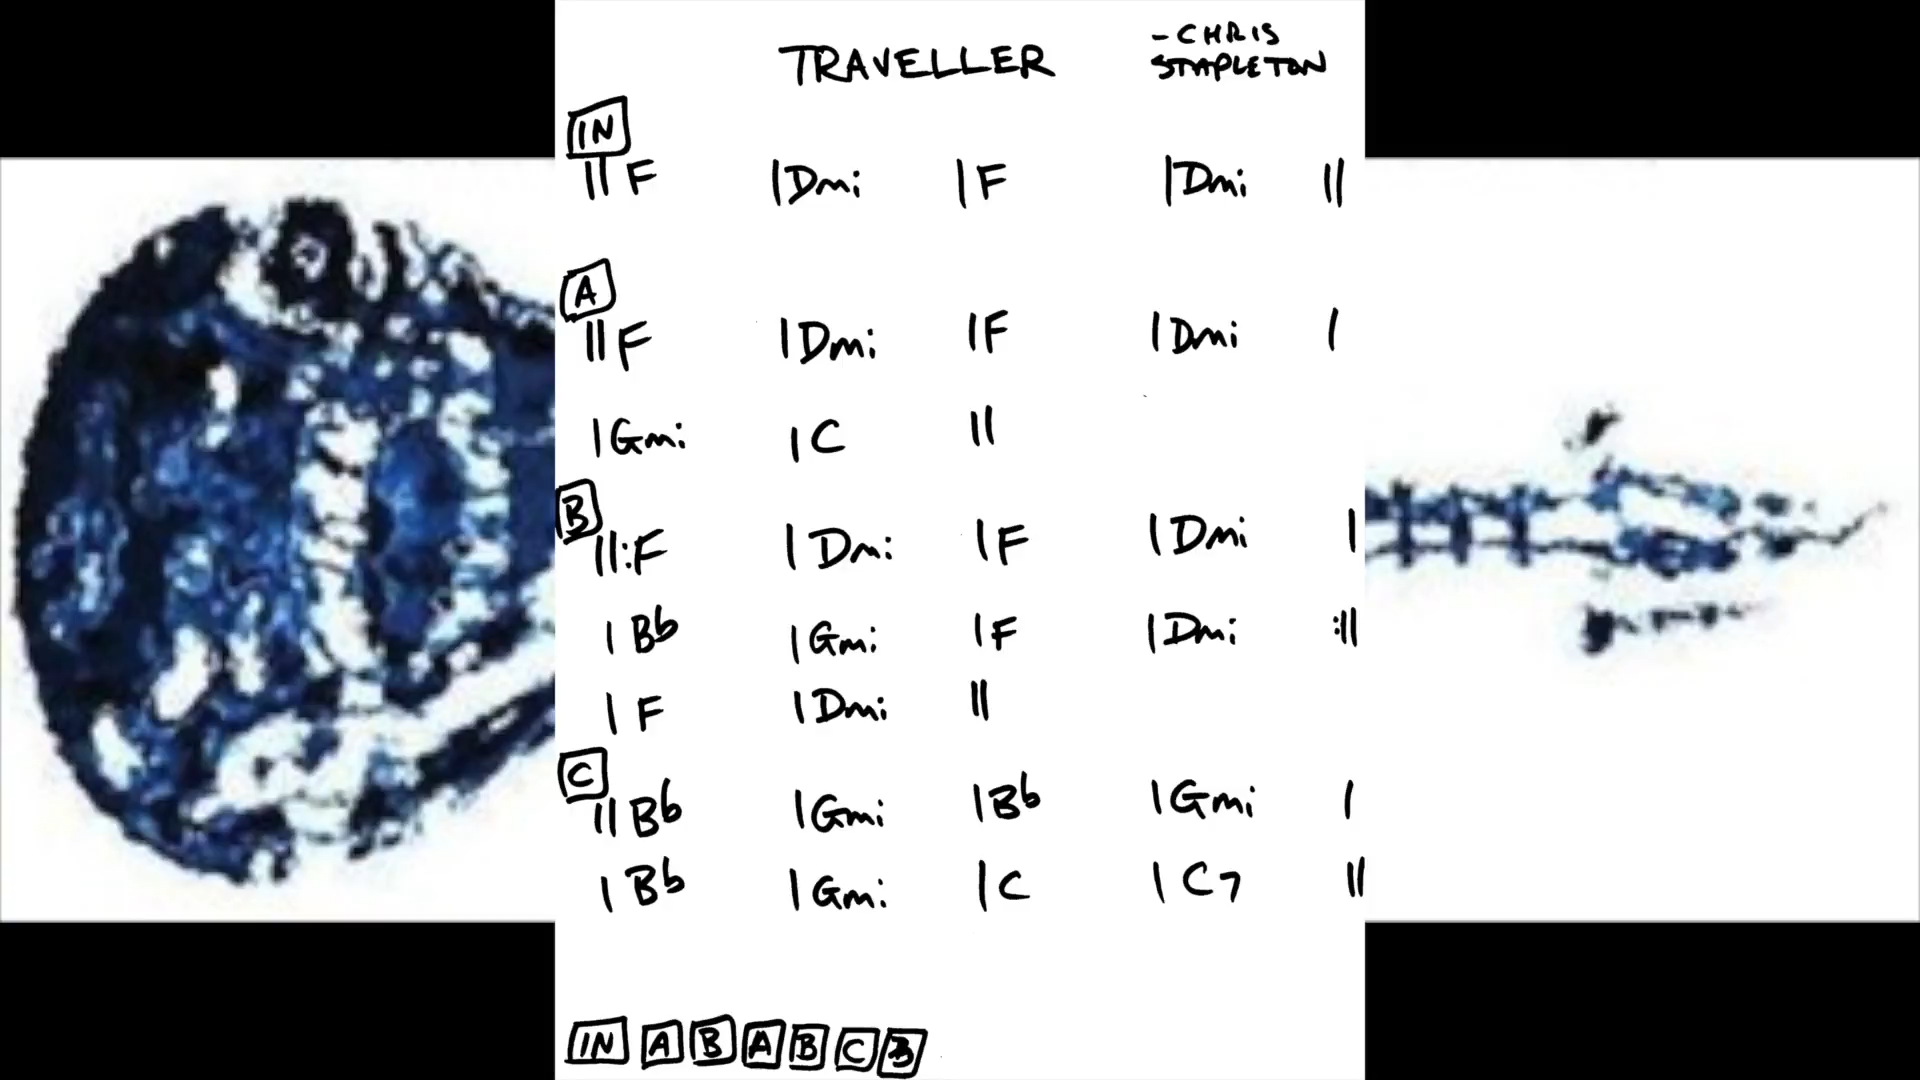 TRAVELLER
- CHRIS
STAPLETON
IN
|| F | Dmi | F | Dmi ||
A
|| F | Dmi | F | Dmi |
| Gmi | C ||
B
||: F | Dmi | F | Dmi |
| Bb | Gmi | F | Dmi :||
| F | Dmi ||
C
|| Bb | Gmi | Bb | Gmi |
| Bb | Gmi | C | C7 ||
IN A B A B C B